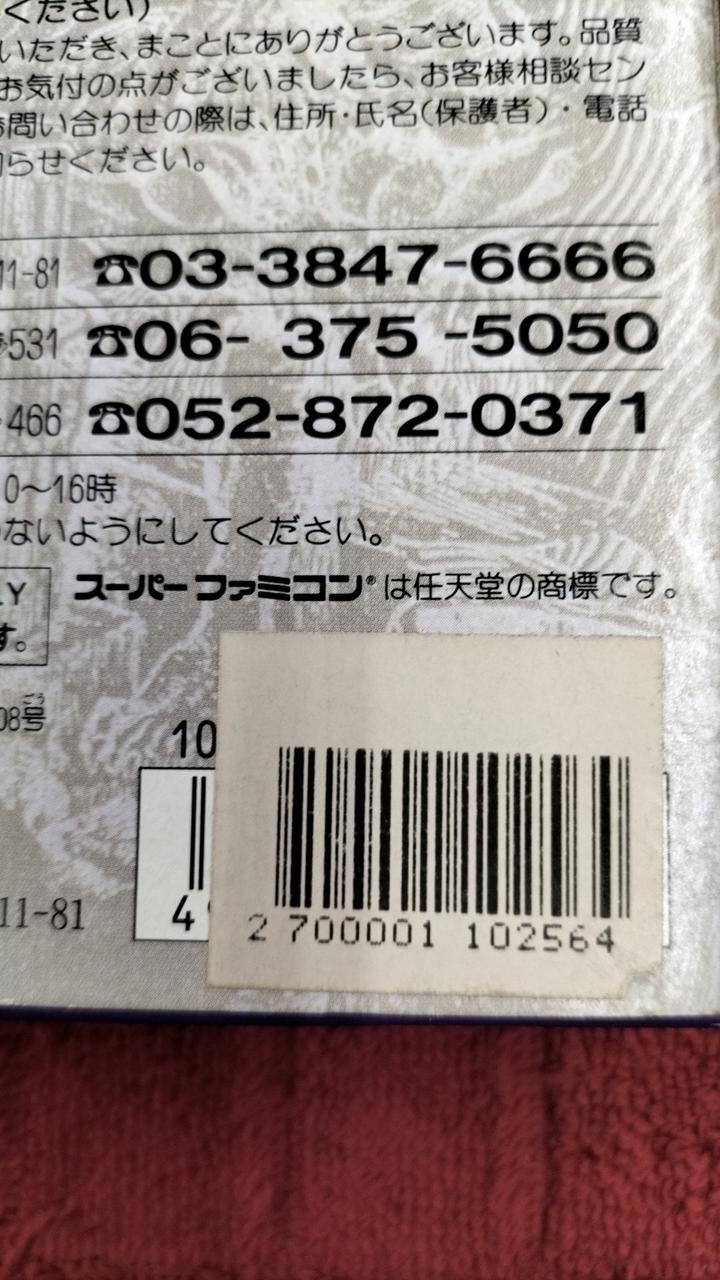 ください)
いただき、まことにありがとうございます。品質
お気付の点がございましたら、お客様相談セン
お問い合わせの際は、住所・氏名(保護者)・電話
らせください。
11-81 ☎03-3847-6666
531 ☎06- 375 -5050
466 ☎052-872-0371
0〜16時
ないようにしてください。
LY
す。
スーパーファミコン®は任天堂の商標です。
08号
ごう
10
11-81
4
2 700001 102564